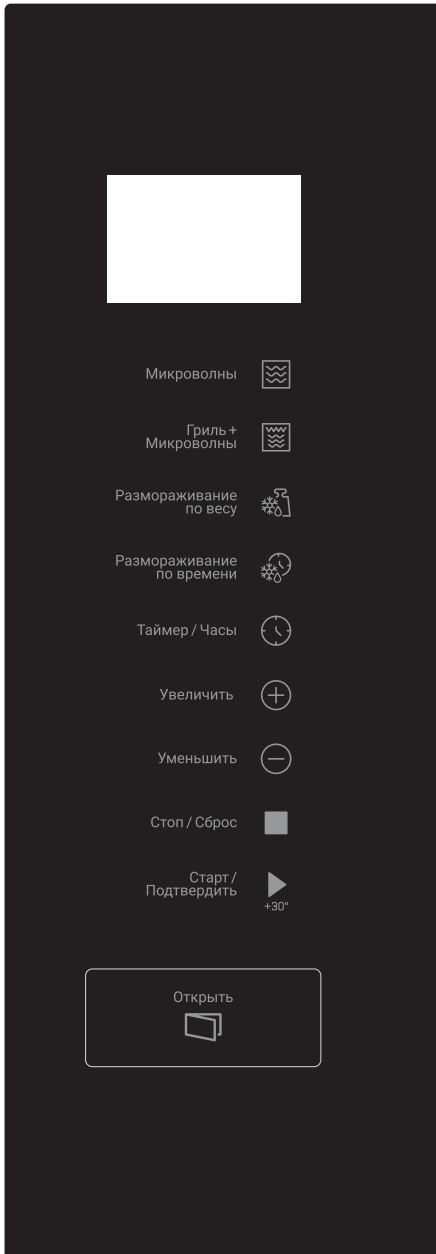 Микроволны
Гриль +
Микроволны
Размораживание
по весу
Размораживание
по времени
Таймер / Часы
Увеличить
Уменьшить
Стоп / Сброс
Старт /
Подтвердить
+30"
Открыть